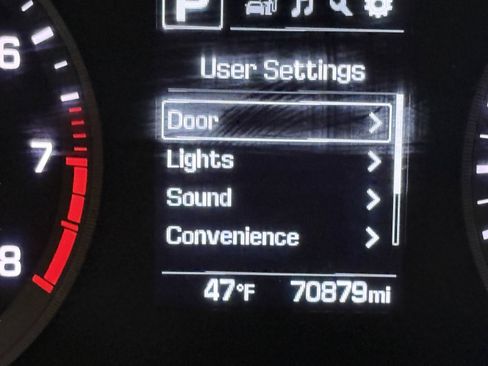 P
User Settings
Door
Lights
Sound
Convenience
47°F 70879mi
6
7
8